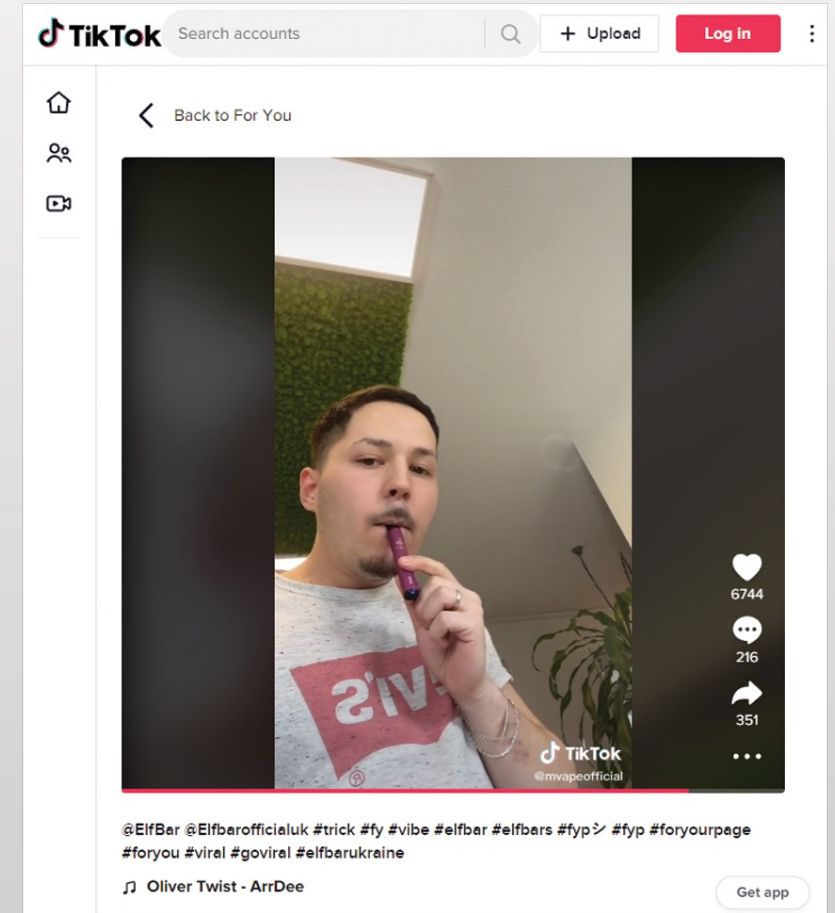 TikTok
Search accounts
+ Upload
Log in
Back to For You
LEVI'S
®
6744
216
351
TikTok
@mvapeofficial
@ElfBar @Elfbarofficialuk #trick #fy #vibe #elfbar #elfbars #fypシ #fyp #foryourpage
#foryou #viral #goviral #elfbarukraine
Oliver Twist - ArrDee
Get app